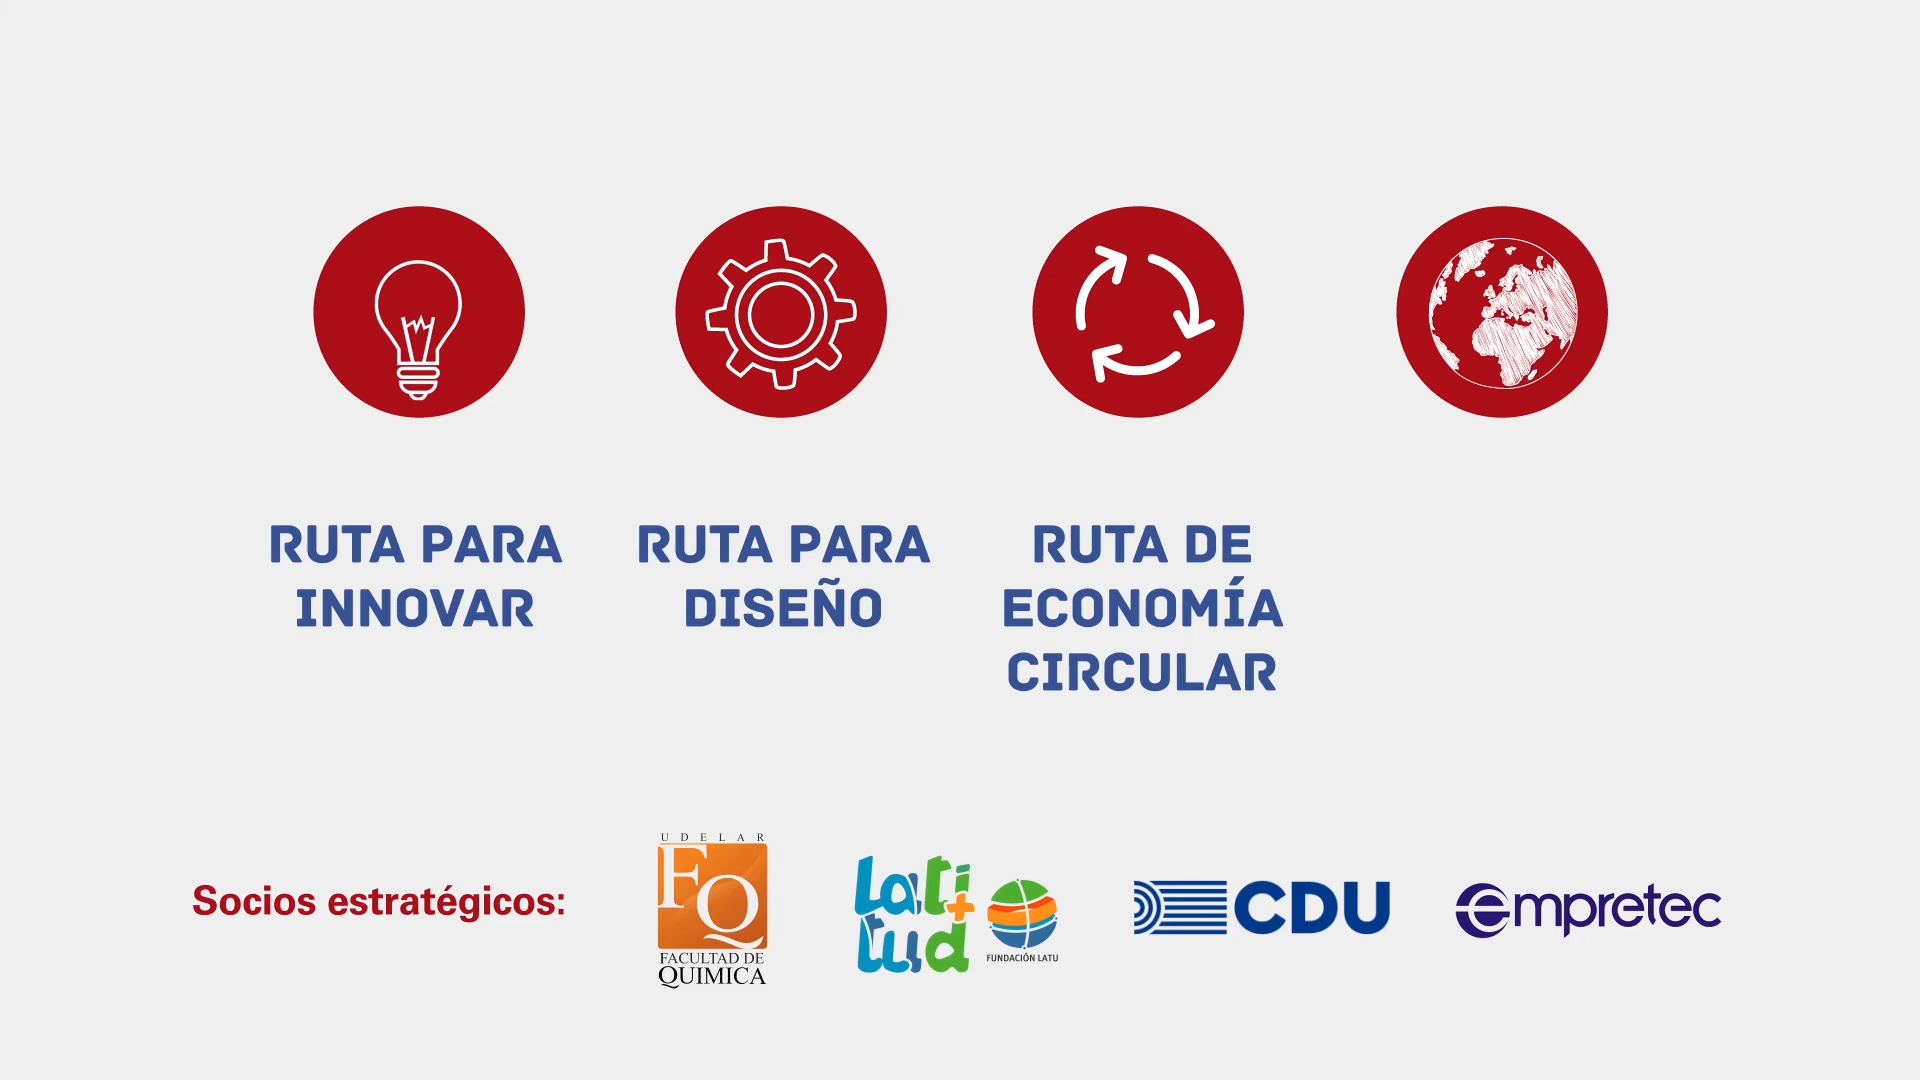 RUTA PARA
INNOVAR
RUTA PARA
DISEÑO
RUTA DE
ECONOMÍA
CIRCULAR
Socios estratégicos:
UDELAR
FQ
FACULTAD DE
QUIMICA
Lati+
tud
FUNDACIÓN LATU
CDU
empretec